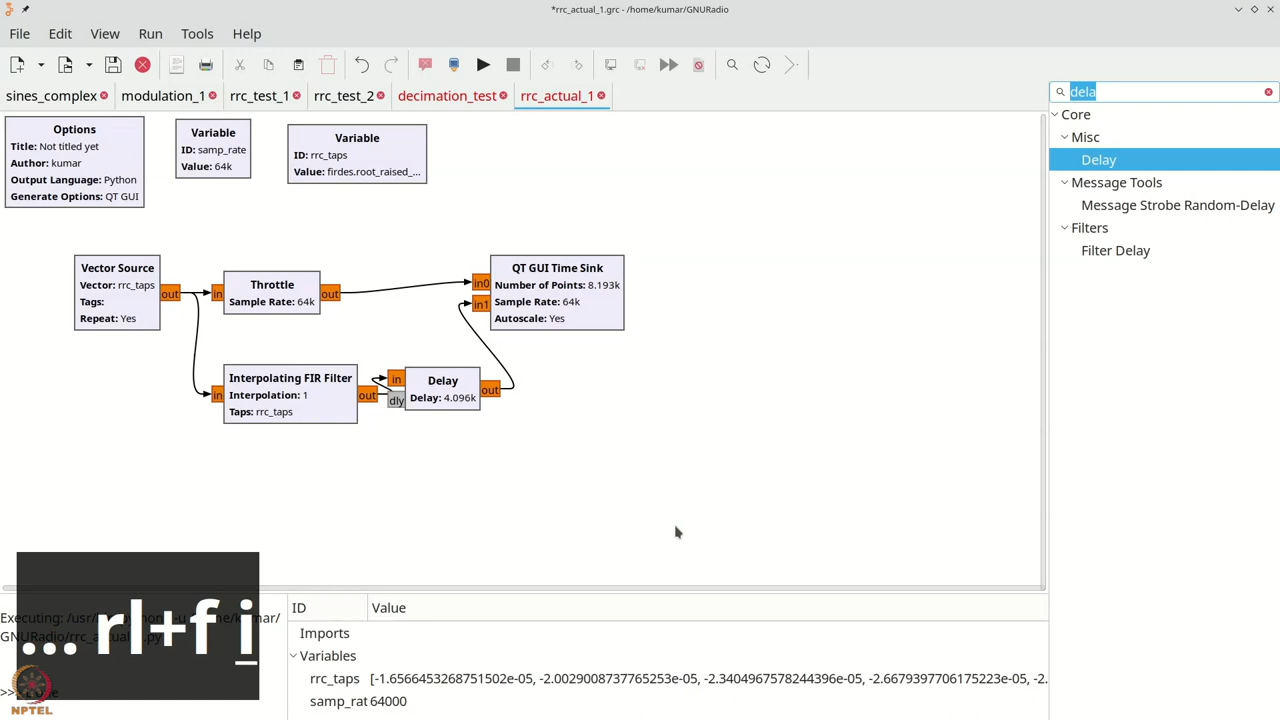 *rrc_actual_1.grc - /home/kumar/GNURadio
File Edit View Run Tools Help
sines_complex modulation_1 rrc_test_1 rrc_test_2 decimation_test rrc_actual_1
dela
Core
Misc
Delay
Message Tools
Message Strobe Random-Delay
Filters
Filter Delay
Options
Title: Not titled yet
Author: kumar
Output Language: Python
Generate Options: QT GUI
Variable
ID: samp_rate
Value: 64k
Variable
ID: rrc_taps
Value: firdes.root_raised_...
Vector Source
Vector: rrc_taps
Tags:
Repeat: Yes
out
in
Throttle
Sample Rate: 64k
out
in0
in1
QT GUI Time Sink
Number of Points: 8.193k
Sample Rate: 64k
Autoscale: Yes
in
Interpolating FIR Filter
Interpolation: 1
Taps: rrc_taps
out
in
dly
Delay
Delay: 4.096k
out
Executing: /usr/
kumar/
GNURadio/rrc_actual
... rl+f i
>>>
NPTEL
ID Value
Imports
Variables
rrc_taps [-1.6566453268751502e-05, -2.0029008737765253e-05, -2.3404967578244396e-05, -2.6679397706175223e-05, -2.
samp_rat 64000